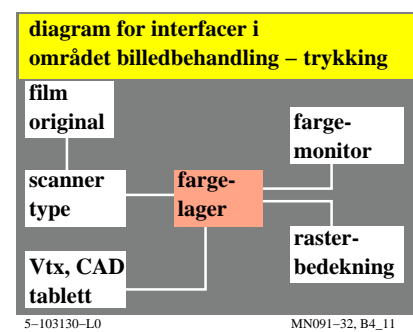 diagram for interfacer i
området billedbehandling – trykking
film
original
farge-
monitor
scanner
type
farge-
lager
raster-
bedekning
Vtx, CAD
tablett
5–103130–L0
MN091–32, B4_11